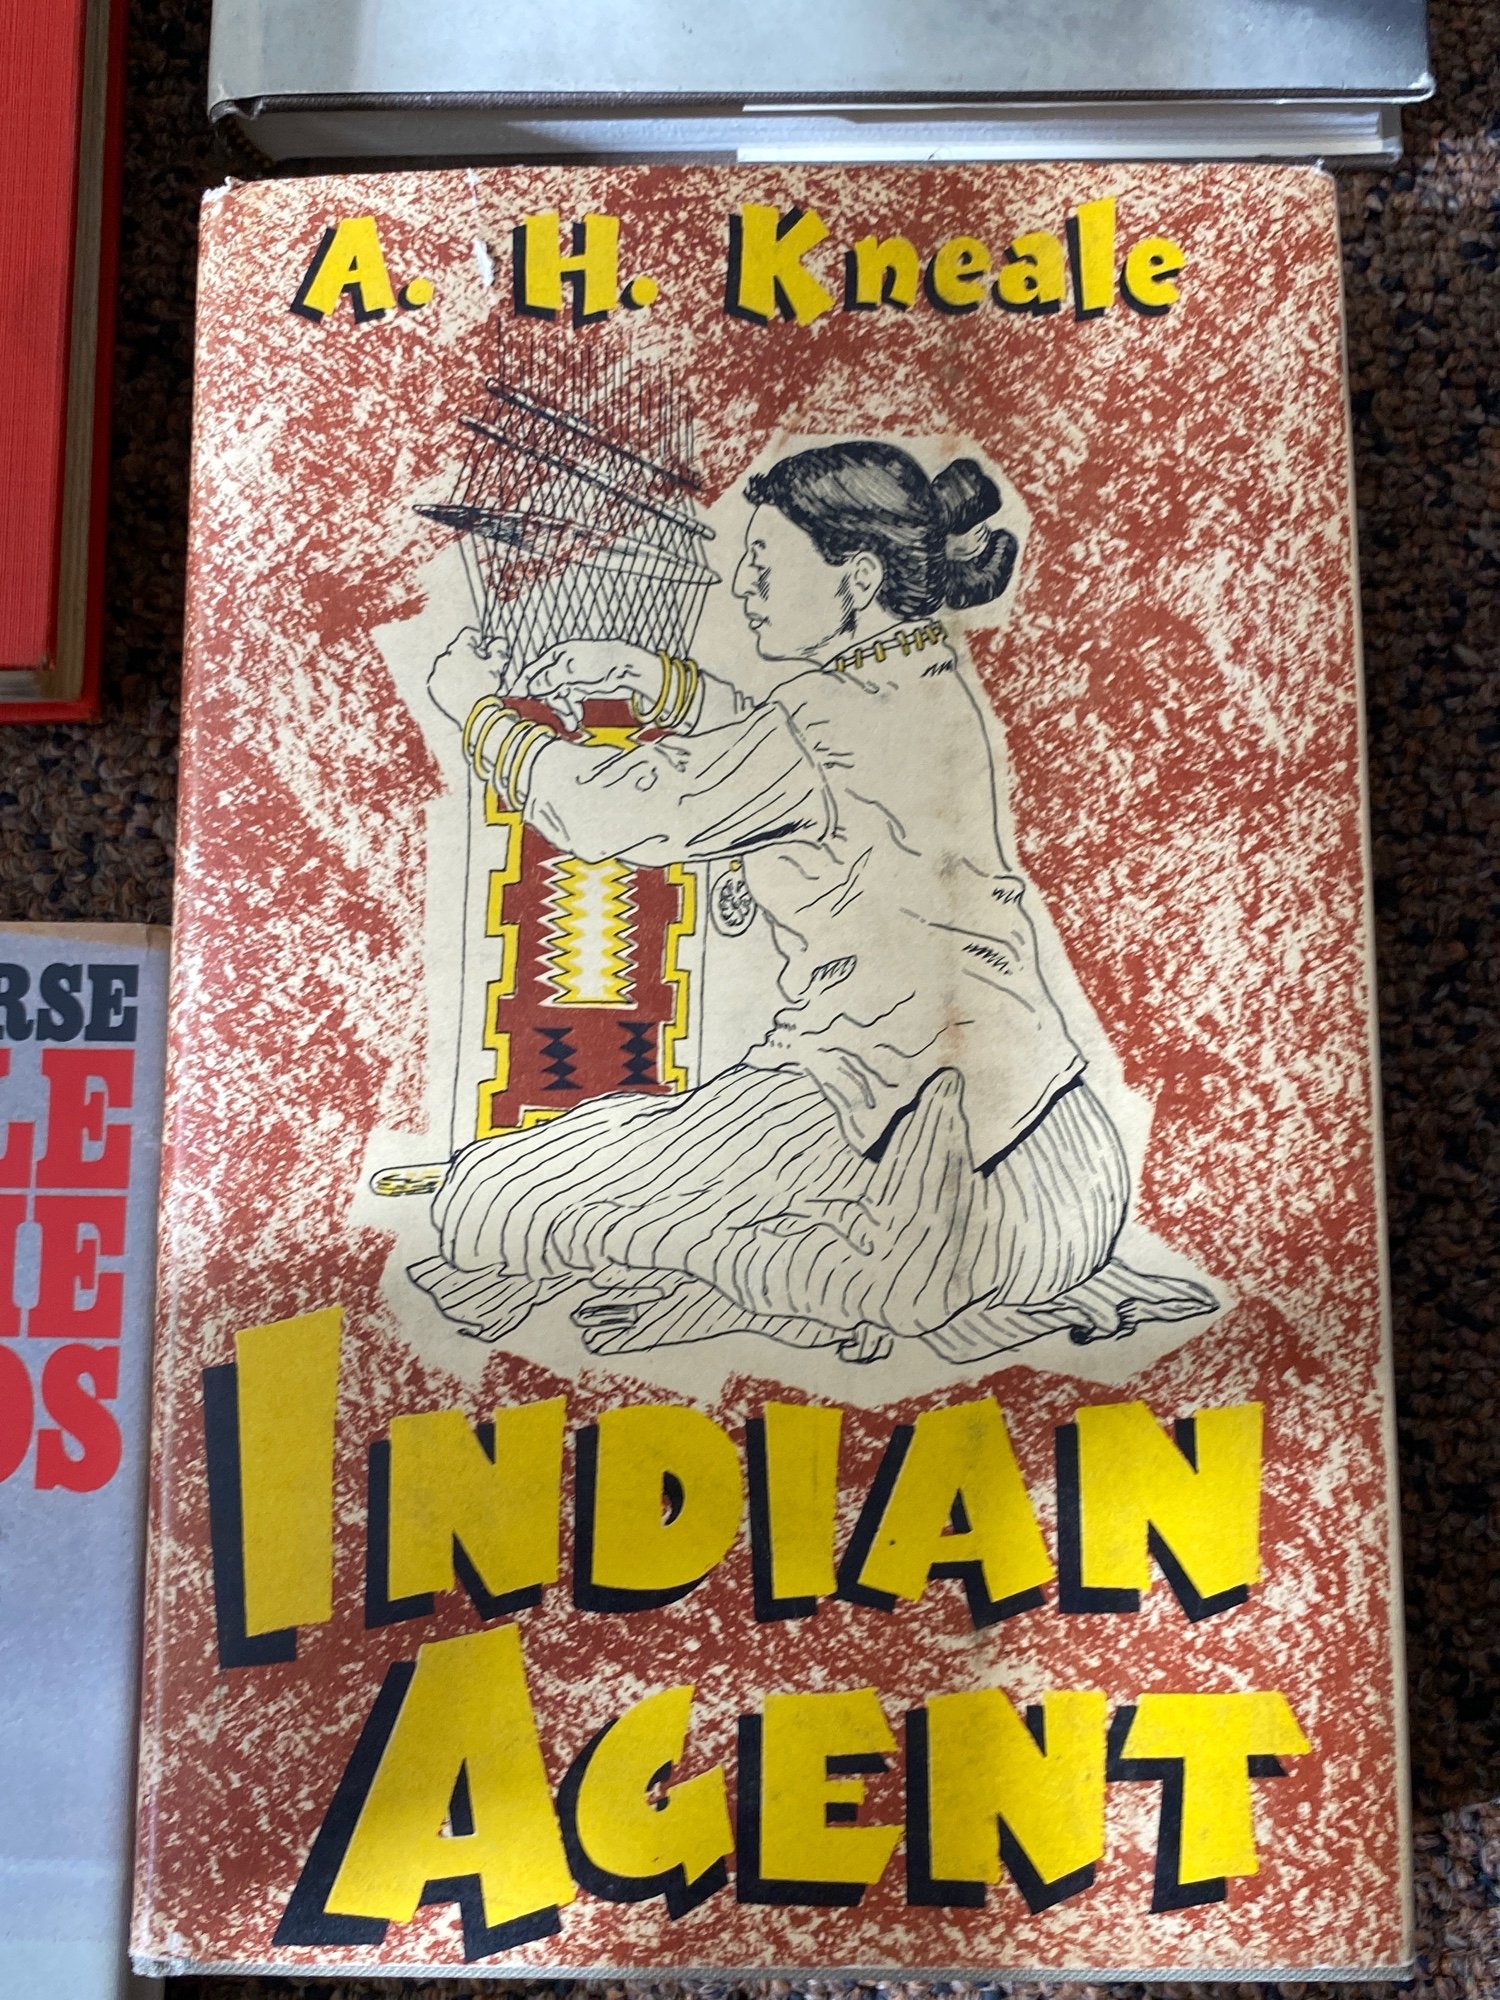 A. H. Kneale
INDIAN
AGENT
RSE
LE
IE
OS